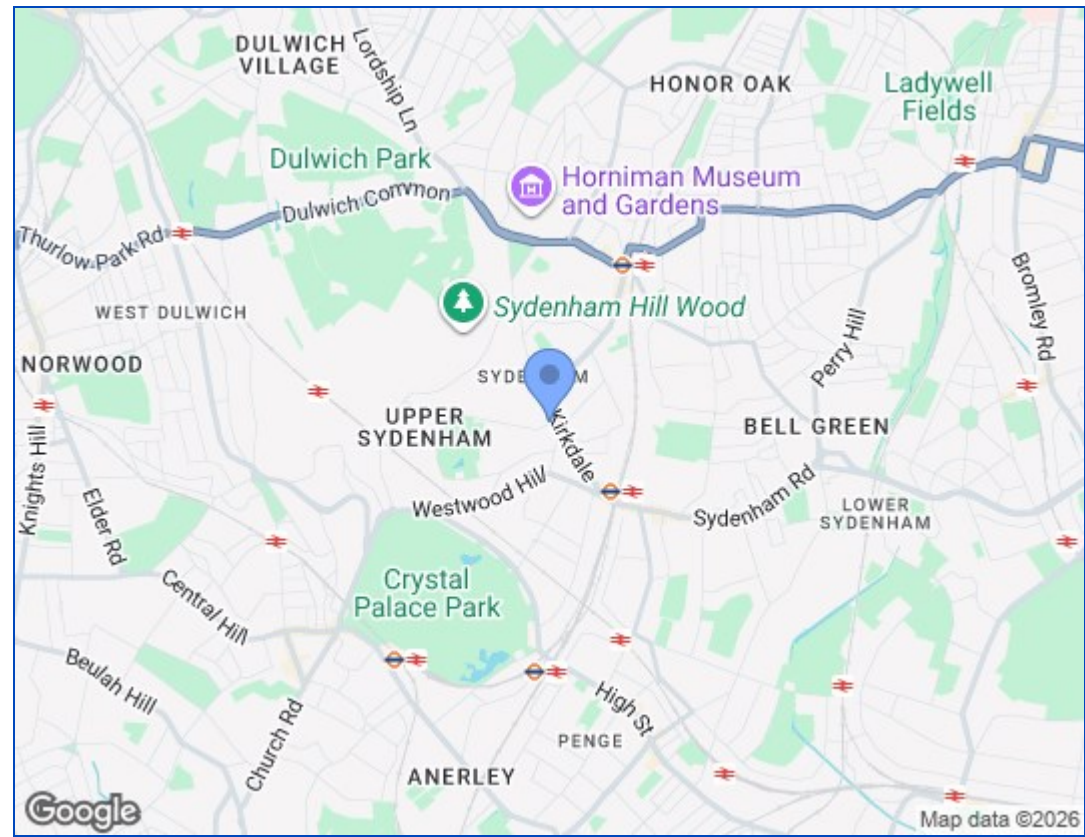 DULWICH
VILLAGE
Lordship Ln
HONOR OAK
Ladywell
Fields
Dulwich Park
Horniman Museum
and Gardens
Dulwich Common
Thurlow Park Rd
Bromley Rd
WEST DULWICH
Sydenham Hill Wood
Perry Hill
NORWOOD
SYDE
M
UPPER
SYDENHAM
Kirkdale
BELL GREEN
Knights Hill
Elder Rd
Westwood Hill
Sydenham Rd
LOWER
SYDENHAM
Crystal
Palace Park
Central Hill
Beulah Hill
Church Rd
High St
PENGE
ANERLEY
Google
Map data ©2026